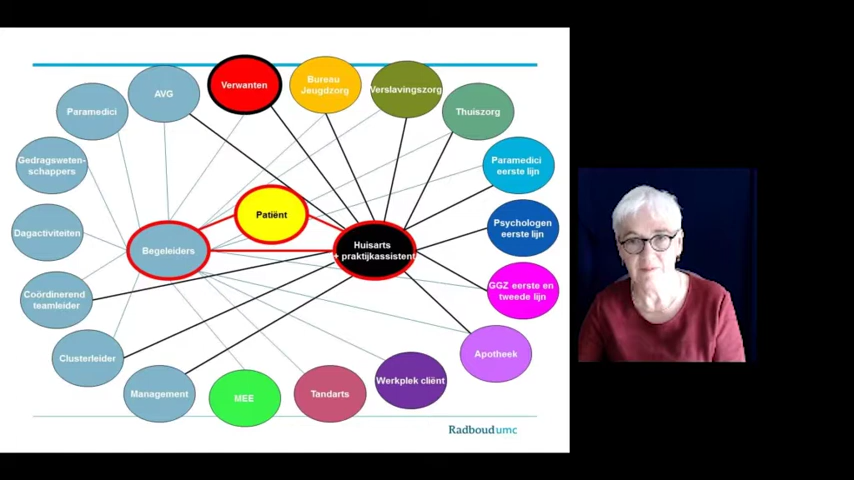 Verwanten
Bureau
Jeugdzorg
Verslavingszorg
AVG
Thuiszorg
Paramedici
Paramedici
eerste lijn
Gedragsweten-
schappers
Patiënt
Psychologen
eerste lijn
Dagactiviteiten
Begeleiders
Huisarts
+ praktijkassistent
GGZ eerste en
tweede lijn
Coördinerend
teamleider
Apotheek
Clusterleider
Werkplek cliënt
Management
MEE
Tandarts
Radboudumc